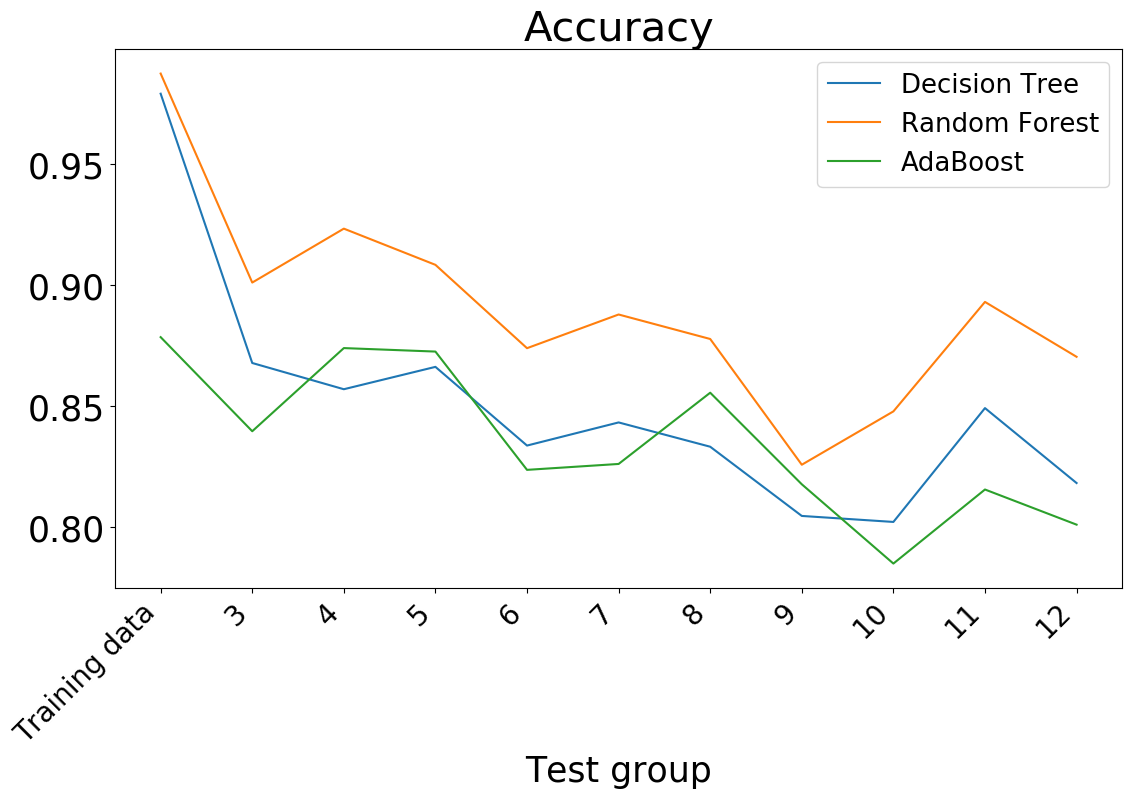 Accuracy
Decision Tree
Random Forest
AdaBoost
0.95
0.90
0.85
0.80
Training data
3
4
5
6
7
8
9
10
11
12
Test group